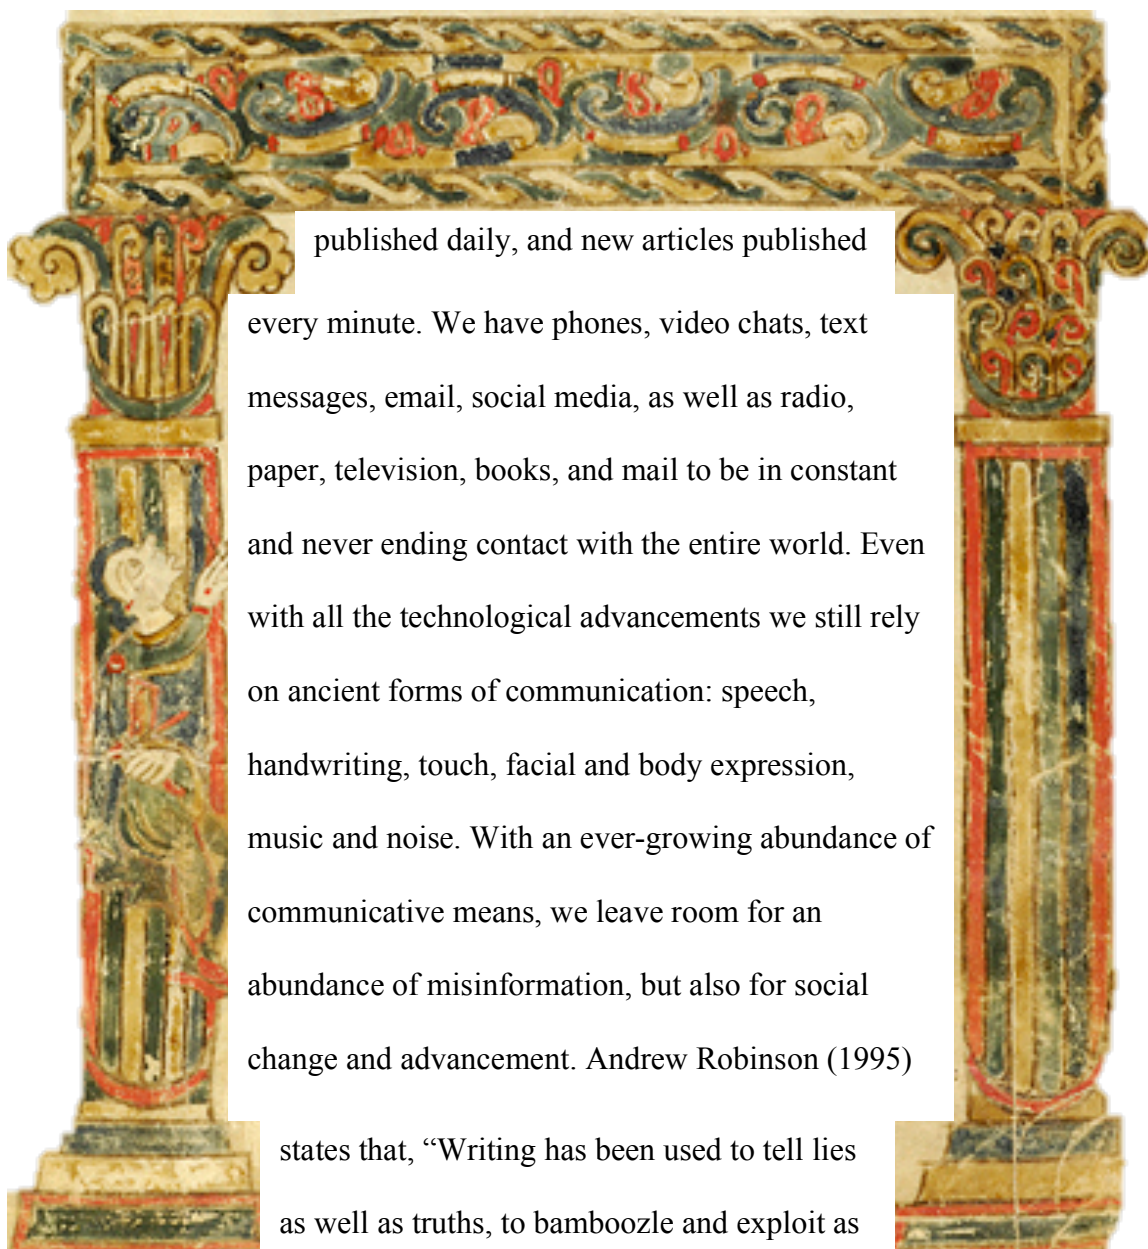 published daily, and new articles published
every minute. We have phones, video chats, text
messages, email, social media, as well as radio,
paper, television, books, and mail to be in constant
and never ending contact with the entire world. Even
with all the technological advancements we still rely
on ancient forms of communication: speech,
handwriting, touch, facial and body expression,
music and noise. With an ever-growing abundance of
communicative means, we leave room for an
abundance of misinformation, but also for social
change and advancement. Andrew Robinson (1995)
states that, “Writing has been used to tell lies
as well as truths, to bamboozle and exploit as